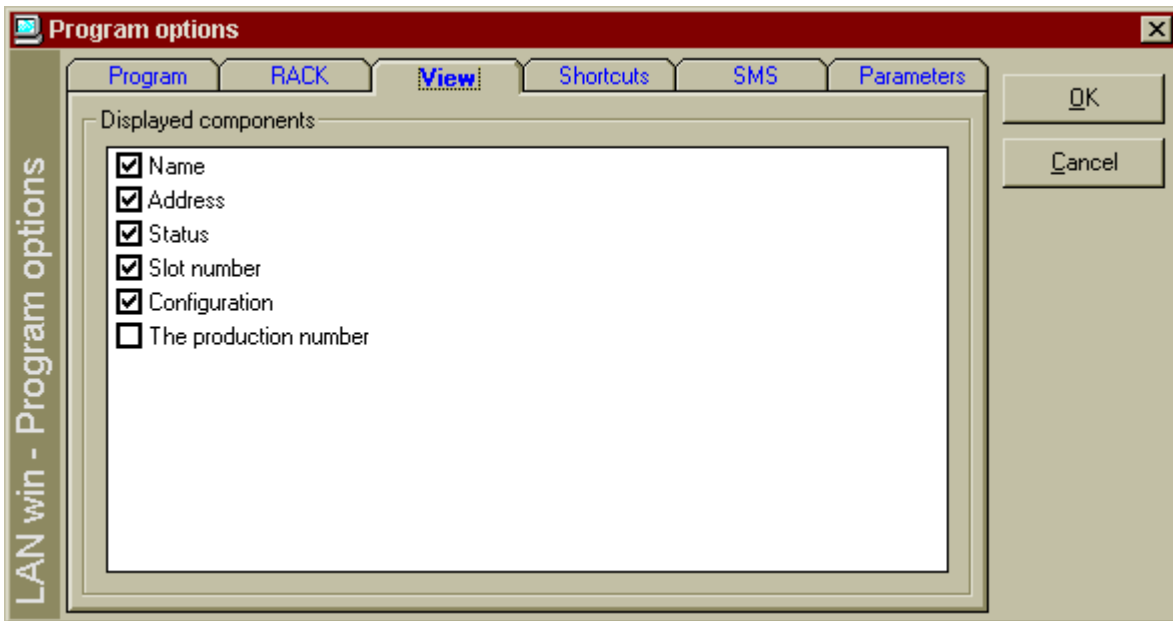 Program options
Program RACK View Shortcuts SMS Parameters
OK
Cancel
Displayed components
Name
Address
Status
Slot number
Configuration
The production number
LAN win - Program options